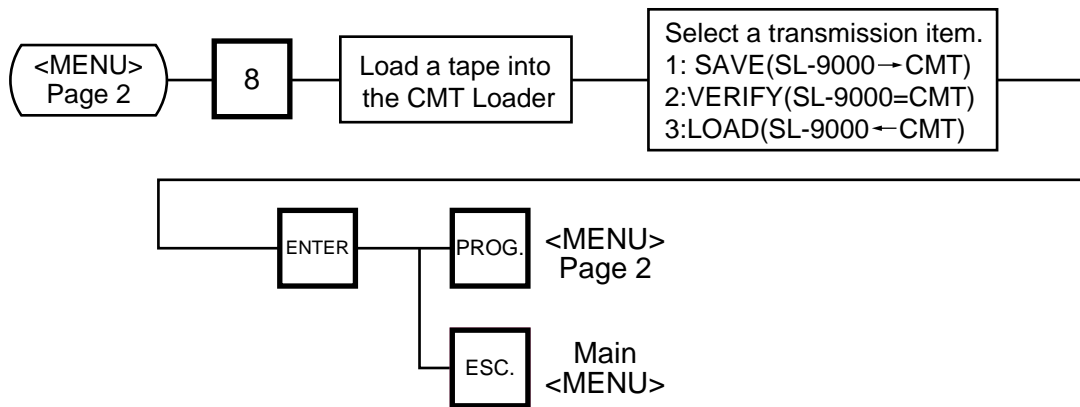 <MENU>
Page 2
8
Load a tape into
the CMT Loader
Select a transmission item.
1: SAVE(SL-9000→CMT)
2:VERIFY(SL-9000=CMT)
3:LOAD(SL-9000←CMT)
ENTER
PROG.
<MENU>
Page 2
ESC.
Main
<MENU>